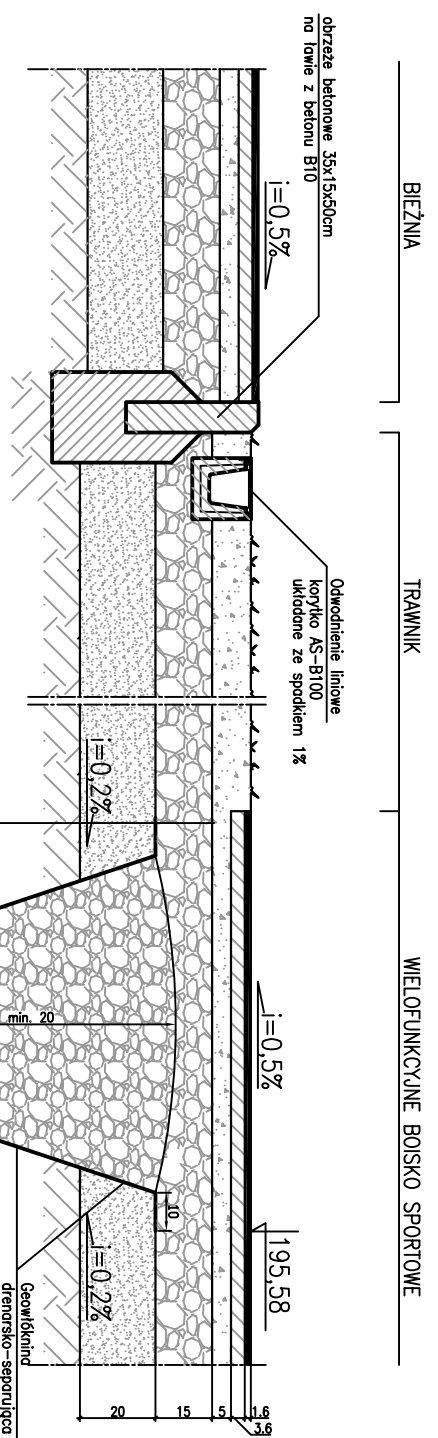 BIEŻNIA
TRAWNIK
WIELOFUNKCYJNE BOISKO SPORTOWE
obrzeże betonowe 35x15x50cm
na ławie z betonu B10
i=0,5%
Odwodnienie liniowe
korytko AS-B100
układane ze spadkiem 1%
i=0,5%
195,58
i=0,2%
min. 20
10
i=0,2%
Geowłóknina
drenarsko-separująca
20
15
5
1.6
3.6